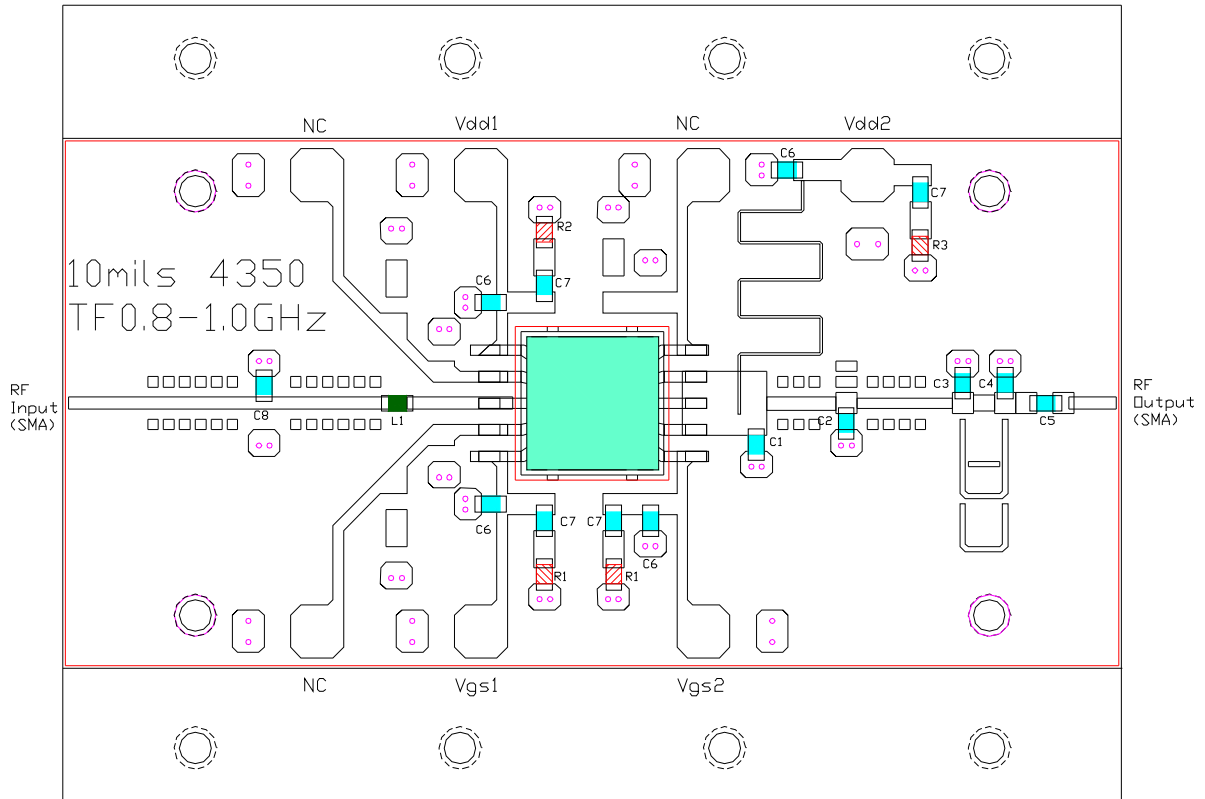 NC
Vdd1
NC
Vdd2
C6
C7
R2
R3
10mils 4350
TF0.8-1.0GHz
C6
C7
RF
Input
(SMA)
C8
L1
C3
C4
C2
C5
C1
RF
Output
(SMA)
C6
C7
C7
C6
R1
R1
NC
Vgs1
Vgs2